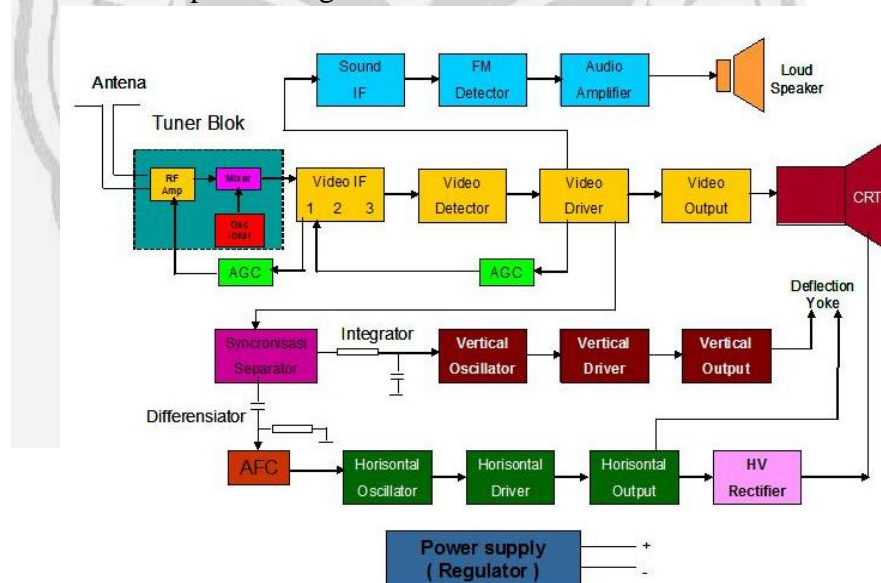 Antena
Tuner Blok
Sound
IF
FM
Detector
Audio
Amplifier
Loud
Speaker
RF
Amp
Mixer
Osc
Video IF
1 2 3
Video
Detector
Video
Driver
Video
Output
CRT
AGC
AGC
Deflection
Yoke
Syncronisasi
Separator
Integrator
Vertical
Oscillator
Vertical
Driver
Vertical
Output
Differensiator
AFC
Horisontal
Oscillator
Horisontal
Driver
Horisontal
Output
HV
Rectifier
Power supply
( Regulator )
+
-